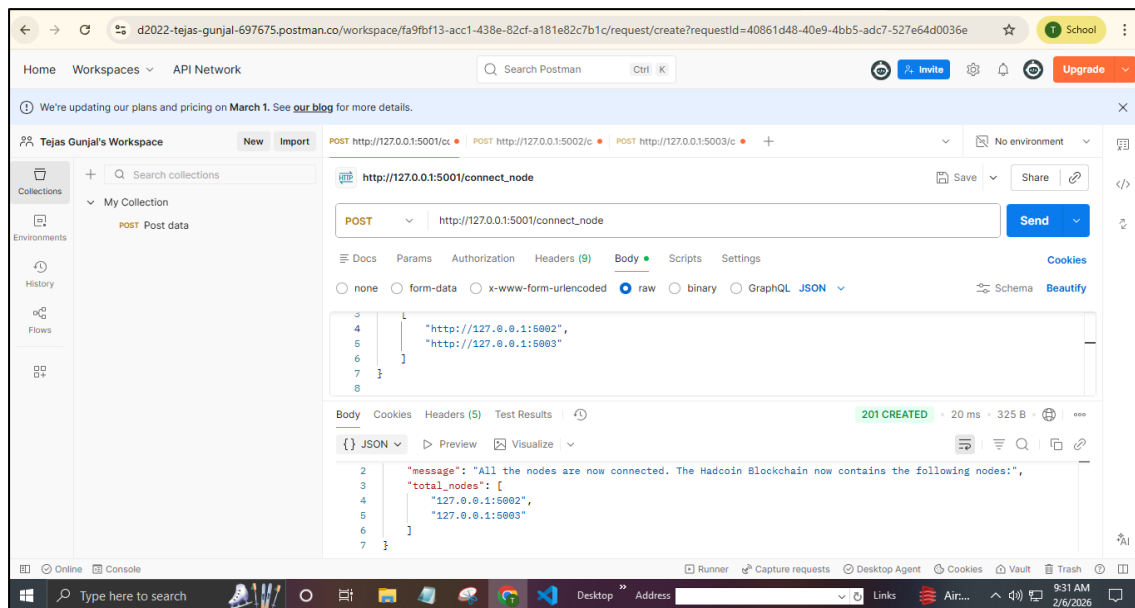 d2022-tejas-gunjal-697675.postman.co/workspace/fa9fbf13-acc1-438e-82cf-a181e82c7b1c/request/create?requestId=40861d48-40e9-4bb5-adc7-527e64d0036e
T School
Home Workspaces API Network Search Postman Ctrl K Invite Upgrade
We're updating our plans and pricing on March 1. See our blog for more details.
Tejas Gunjal's Workspace New Import POST http://127.0.0.1:5001/cc POST http://127.0.0.1:5002/c POST http://127.0.0.1:5003/c No environment
Collections Search collections HTTP http://127.0.0.1:5001/connect_node Save Share
My Collection
POST Post data
POST http://127.0.0.1:5001/connect_node Send
Environments
History
Flows
Docs Params Authorization Headers (9) Body Scripts Settings Cookies
none form-data x-www-form-urlencoded raw binary GraphQL JSON Schema Beautify
3 [
4 "http://127.0.0.1:5002",
5 "http://127.0.0.1:5003"
6 ]
7 }
8
Body Cookies Headers (5) Test Results 201 CREATED 20 ms 325 B
{} JSON Preview Visualize
2 "message": "All the nodes are now connected. The Hadcoin Blockchain now contains the following nodes:",
3 "total_nodes": [
4 "127.0.0.1:5002",
5 "127.0.0.1:5003"
6 ]
7 }
AI
Online Console Runner Capture requests Desktop Agent Cookies Vault Trash
Type here to search Desktop Address Links Air... 9:31 AM
2/6/2026